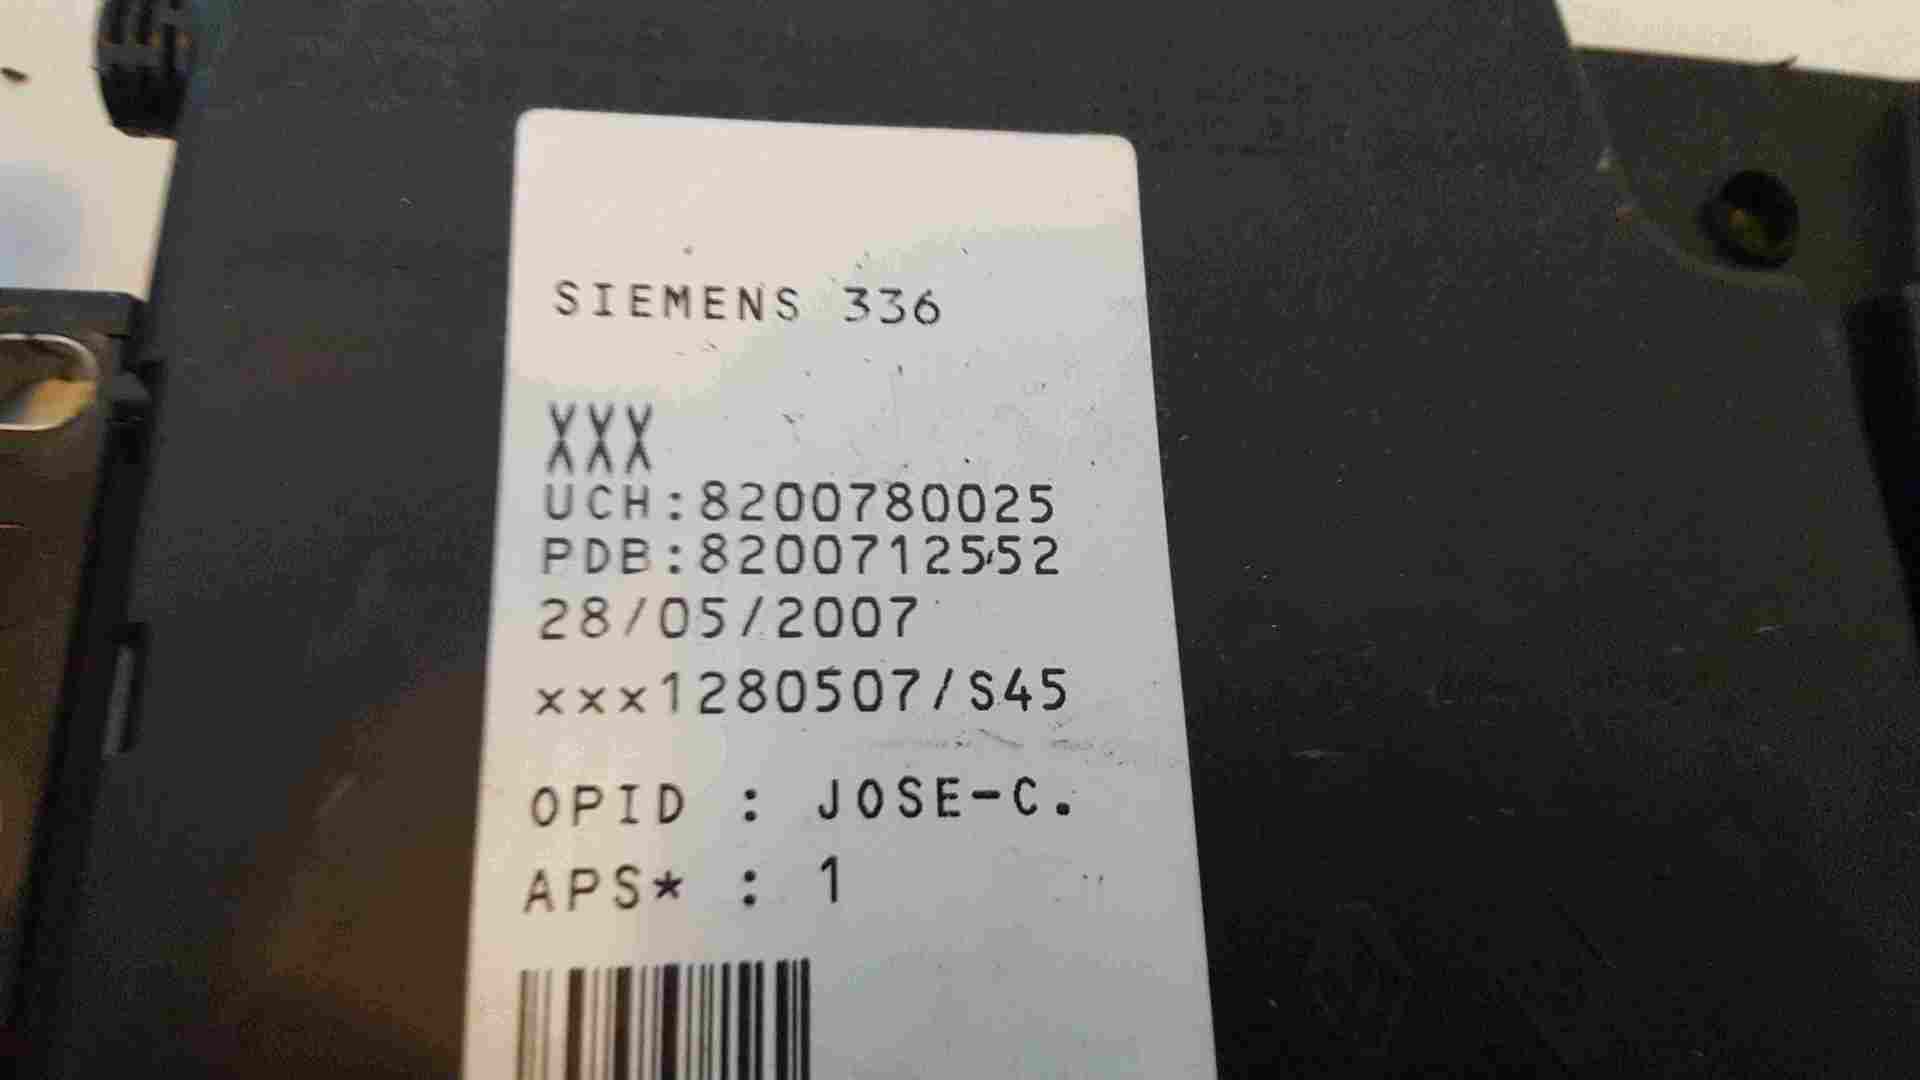 SIEMENS 336
XXX
UCH:8200780025
PDB:8200712552
28/05/2007
xxx1280507/S45
OPID : JOSE-C.
APS* : 1